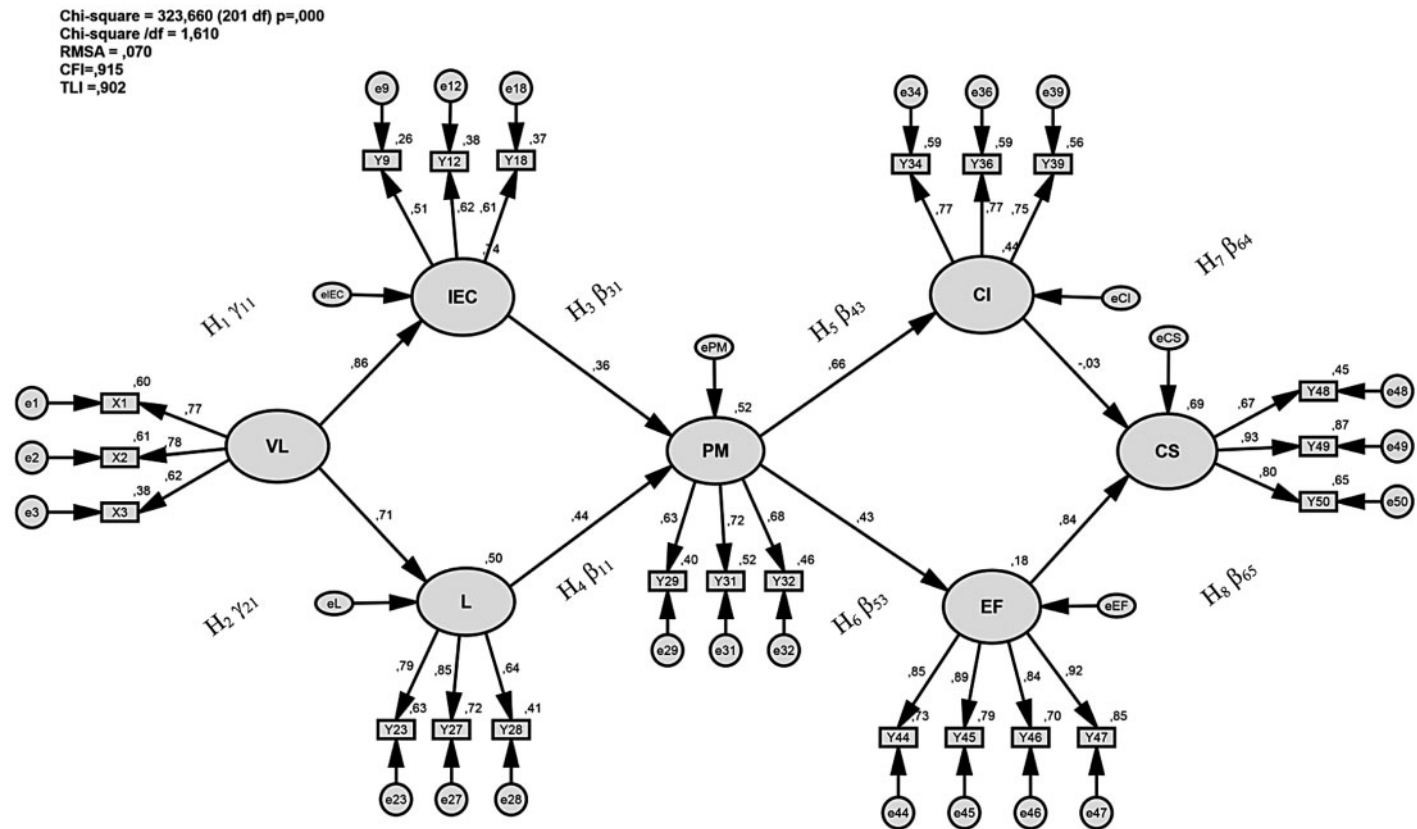 Chi-square = 323,660 (201 df) p=,000
Chi-square /df = 1,610
RMSA = ,070
CFI=,915
TLI =,902
e9 e12 e18
,26 ,38 ,37
Y9 Y12 Y18
,51 ,62 ,61
,74
IEC
eIEC
H₁ γ₁₁
H₃ β₃₁
,86
,36
e34 e36 e39
,59 ,59 ,56
Y34 Y36 Y39
,77 ,77 ,75
,44
CI
eCI
H₇ β₆₄
H₅ β₄₃
,66
-,03
ePM
,52
PM
eCS
,69
CS
,67 ,45
Y48 e48
,93 ,87
Y49 e49
,80 ,65
Y50 e50
,60
e1 X1 ,77
,61
e2 X2 ,78
,38
e3 X3 ,62
VL
,71
,44
,50
L
eL
H₂ γ₂₁
H₄ β₁₁
,63 ,72 ,68
,40 ,52 ,46
Y29 Y31 Y32
e29 e31 e32
,43
,84
,18
EF
eEF
H₆ β₅₃
H₈ β₆₅
,79 ,85 ,64
,63 ,72 ,41
Y23 Y27 Y28
e23 e27 e28
,85 ,89 ,84 ,92
,73 ,79 ,70 ,85
Y44 Y45 Y46 Y47
e44 e45 e46 e47